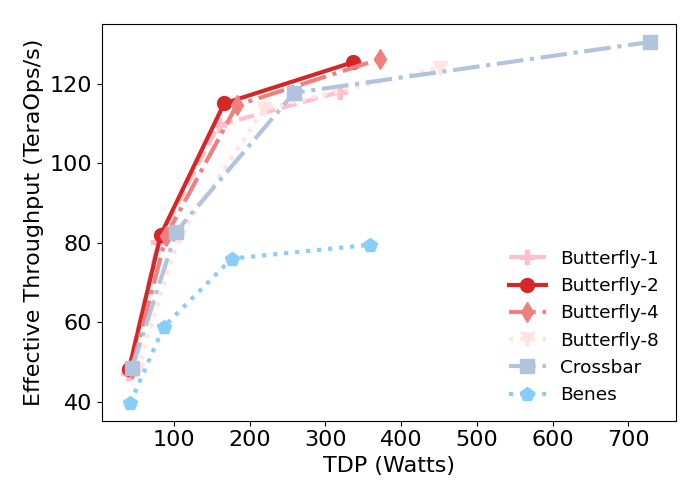 Effective Throughput (TeraOps/s)
120
100
80
60
40
100 200 300 400 500 600 700
TDP (Watts)
Butterfly-1
Butterfly-2
Butterfly-4
Butterfly-8
Crossbar
Benes